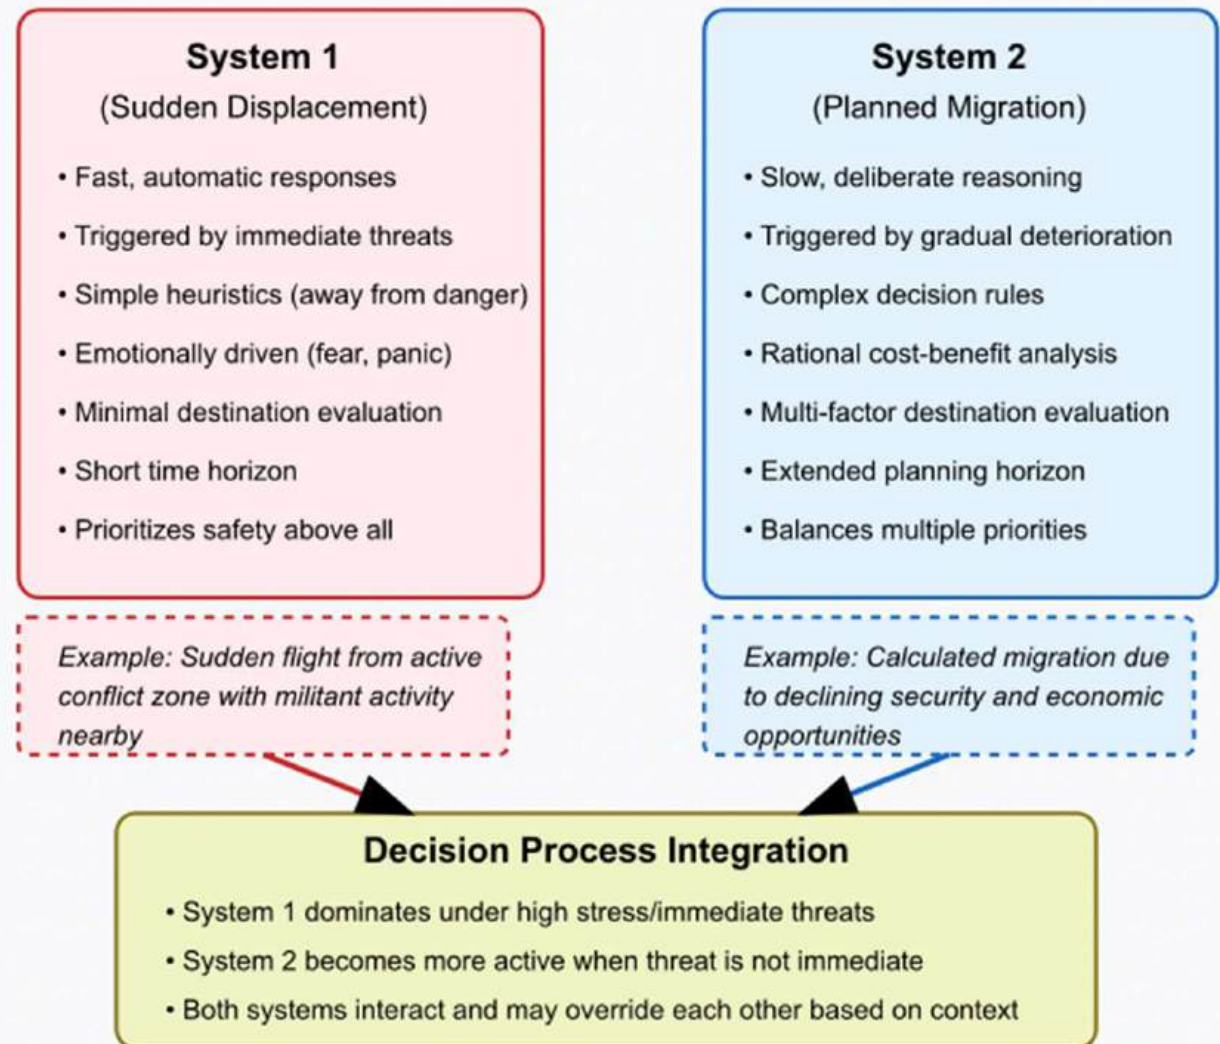 System 1
(Sudden Displacement)
• Fast, automatic responses
• Triggered by immediate threats
• Simple heuristics (away from danger)
• Emotionally driven (fear, panic)
• Minimal destination evaluation
• Short time horizon
• Prioritizes safety above all
Example: Sudden flight from active
conflict zone with militant activity
nearby
System 2
(Planned Migration)
• Slow, deliberate reasoning
• Triggered by gradual deterioration
• Complex decision rules
• Rational cost-benefit analysis
• Multi-factor destination evaluation
• Extended planning horizon
• Balances multiple priorities
Example: Calculated migration due
to declining security and economic
opportunities
Decision Process Integration
• System 1 dominates under high stress/immediate threats
• System 2 becomes more active when threat is not immediate
• Both systems interact and may override each other based on context